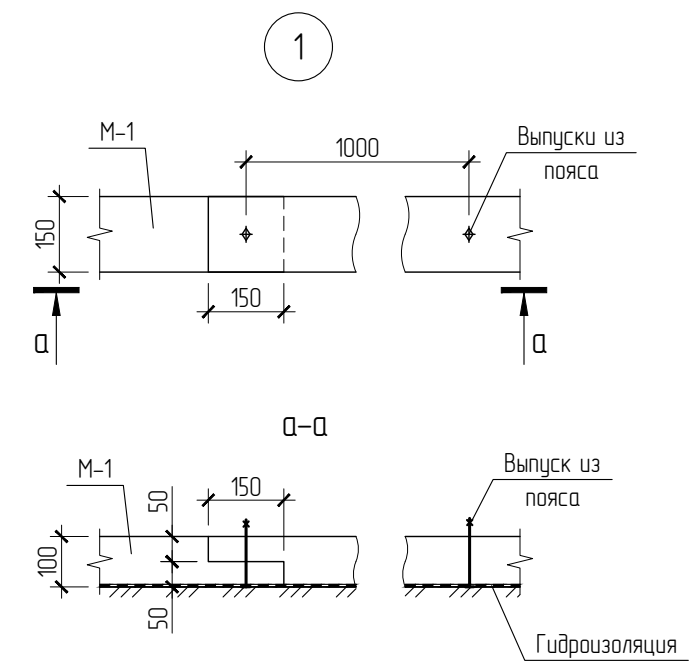 1
М-1
1000
Выпуски из
пояса
150
150
а
а
а-а
М-1
50
150
Выпуск из
пояса
100
50
Гидроизоляция